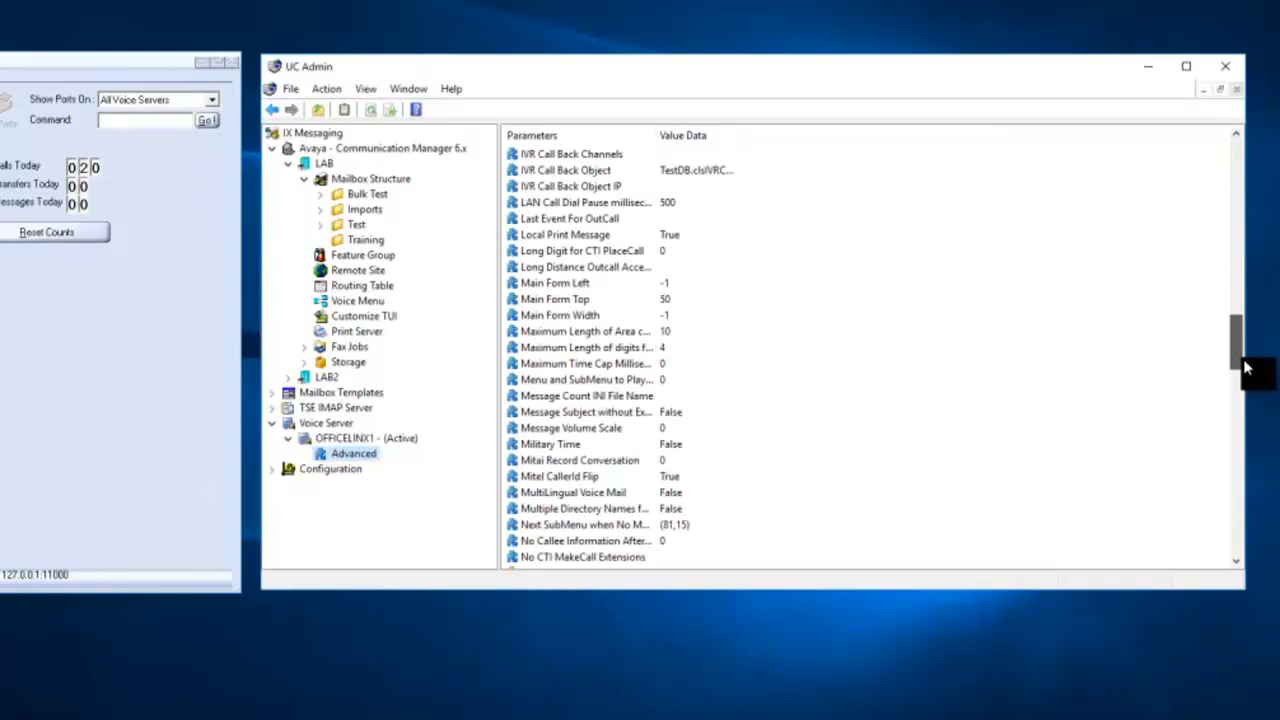 Show Ports On: All Voice Servers
Command: Go!
alls Today 0 2 0
ransfers Today 0 0
essages Today 0 0
Reset Counts
127.0.0.1:11000
UC Admin
File Action View Window Help
IX Messaging
Avaya - Communication Manager 6.x
LAB
Mailbox Structure
Bulk Test
Imports
Test
Training
Feature Group
Remote Site
Routing Table
Voice Menu
Customize TUI
Print Server
Fax Jobs
Storage
LAB2
Mailbox Templates
TSE IMAP Server
Voice Server
OFFICELINX1 - (Active)
Advanced
Configuration
Parameters Value Data
IVR Call Back Channels
IVR Call Back Object TestDB.clsIVRC...
IVR Call Back Object IP
LAN Call Dial Pause millisec... 500
Last Event For OutCall
Local Print Message True
Long Digit for CTI PlaceCall 0
Long Distance Outcall Acce...
Main Form Left -1
Main Form Top 50
Main Form Width -1
Maximum Length of Area c... 10
Maximum Length of digits f... 4
Maximum Time Cap Millise... 0
Menu and SubMenu to Play... 0
Message Count INI File Name
Message Subject without Ex... False
Message Volume Scale 0
Military Time False
Mitai Record Conversation 0
Mitel CallerId Flip True
MultiLingual Voice Mail False
Multiple Directory Names f... False
Next SubMenu when No M... (81,15)
No Callee Information After... 0
No CTI MakeCall Extensions